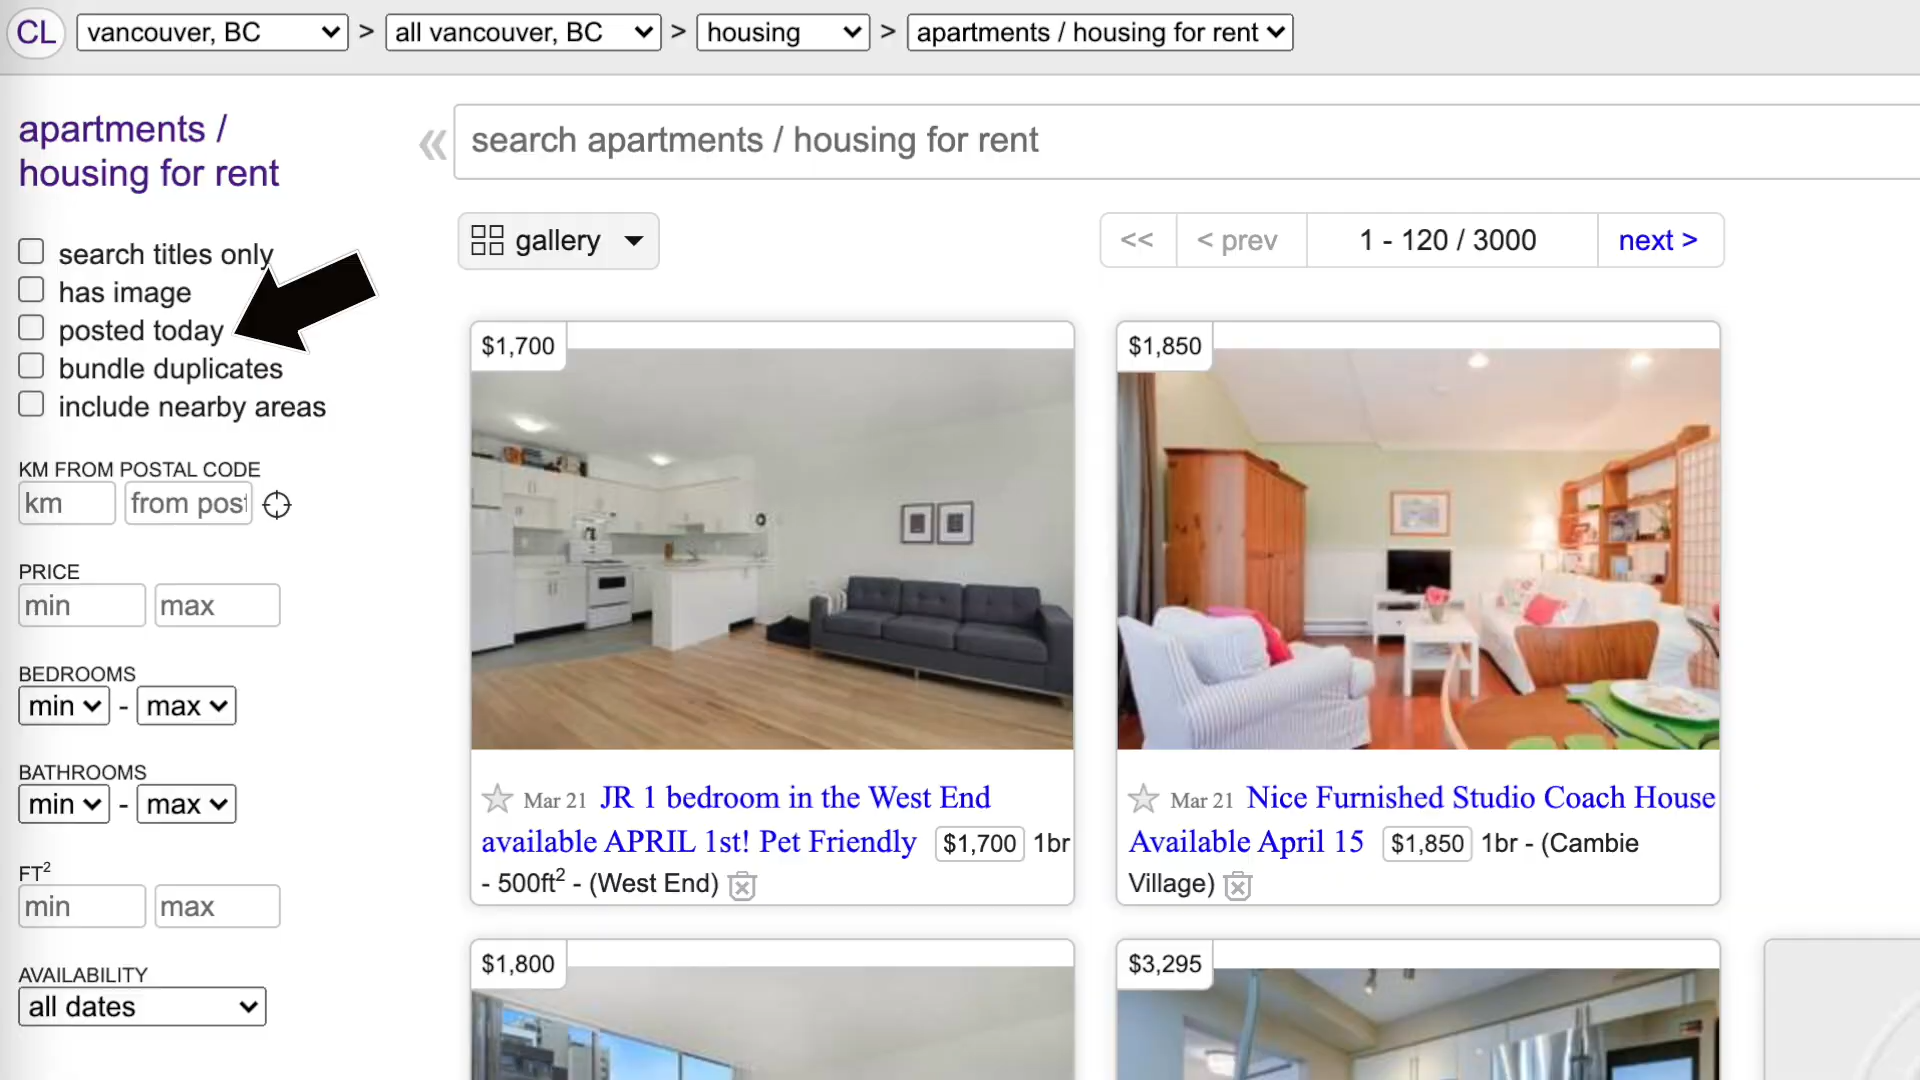 CL vancouver, BC > all vancouver, BC > housing > apartments / housing for rent
apartments /
housing for rent
« search apartments / housing for rent
search titles only
has image
posted today
bundle duplicates
include nearby areas
KM FROM POSTAL CODE
km from post
PRICE
min max
BEDROOMS
min - max
BATHROOMS
min - max
FT²
min max
AVAILABILITY
all dates
gallery
<< < prev 1 - 120 / 3000 next >
$1,700
Mar 21 JR 1 bedroom in the West End
available APRIL 1st! Pet Friendly $1,700 1br
- 500ft² - (West End)
$1,850
Mar 21 Nice Furnished Studio Coach House
Available April 15 $1,850 1br - (Cambie
Village)
$1,800
$3,295